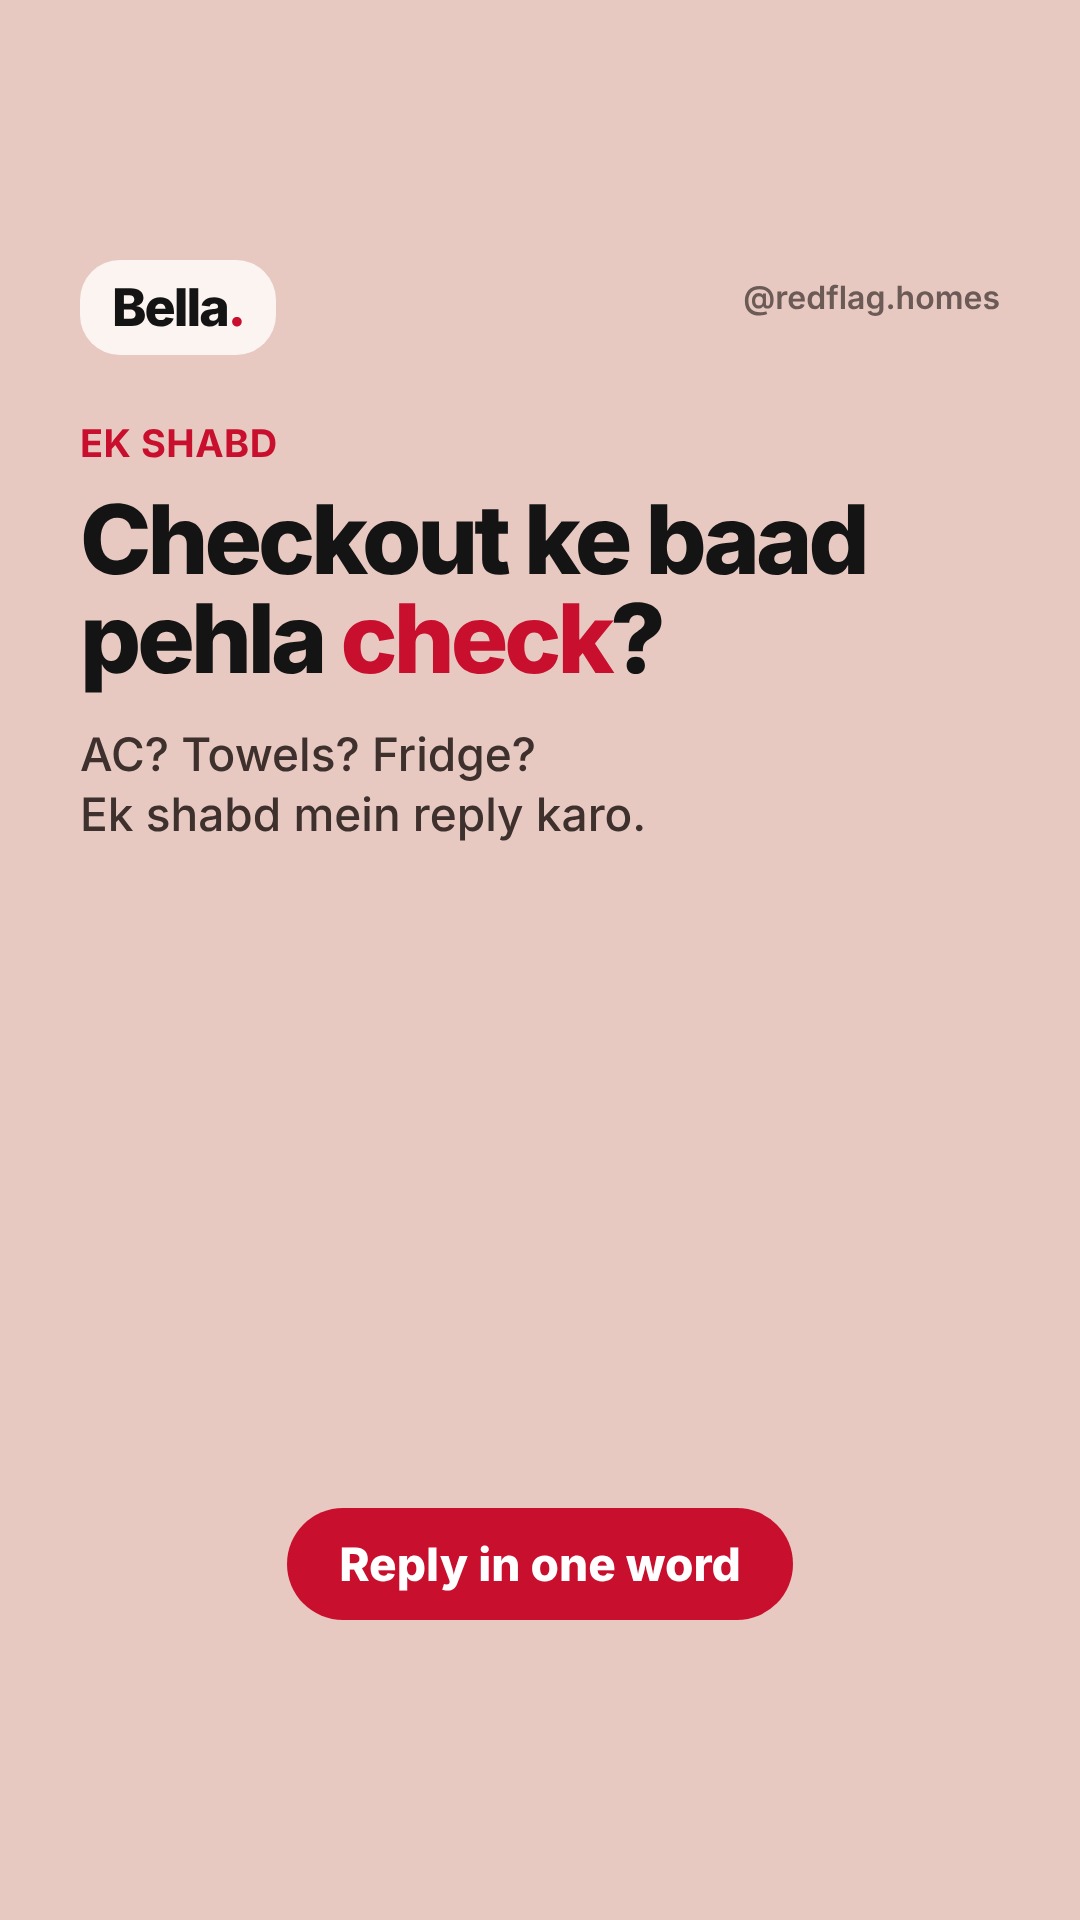 Bella.
@redflag.homes
EK SHABD
Checkout ke baad
pehla check?
AC? Towels? Fridge?
Ek shabd mein reply karo.
Reply in one word